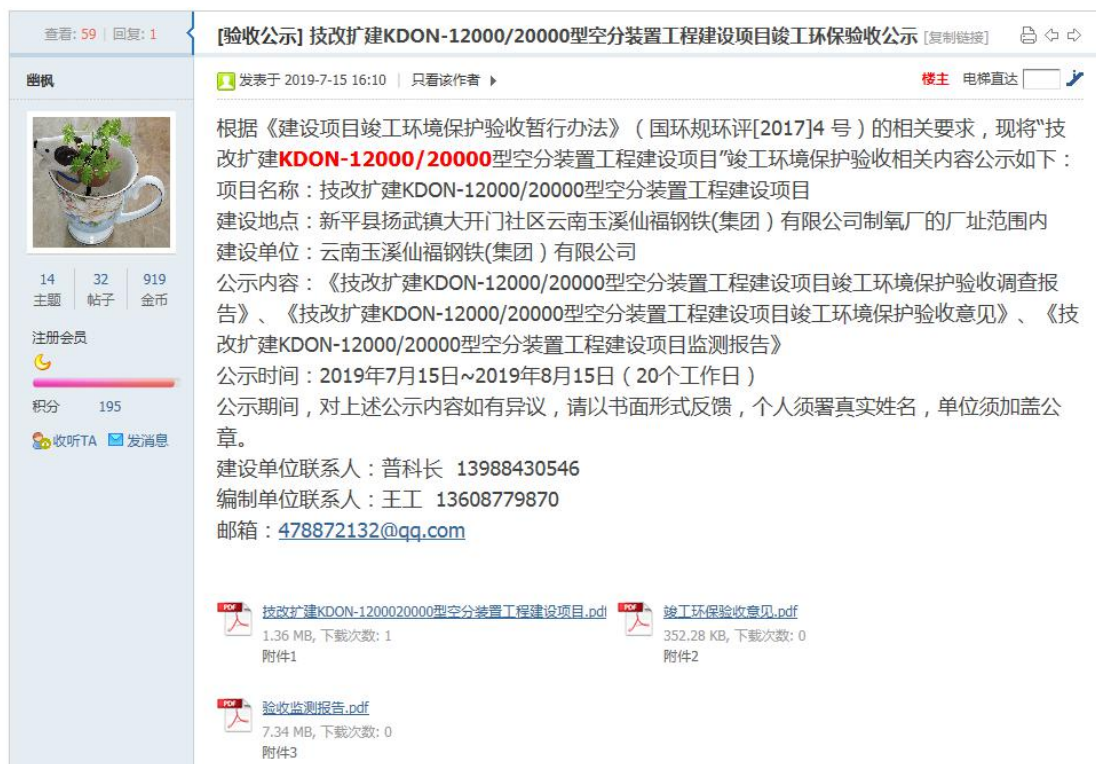 查看: 59 | 回复: 1
[验收公示] 技改扩建KDON-12000/20000型空分装置工程建设项目竣工环保验收公示 [复制链接]
幽枫
发表于 2019-7-15 16:10 | 只看该作者
楼主 电梯直达
14 32 919
主题 帖子 金币
注册会员
积分 195
收听TA 发消息
根据《建设项目竣工环境保护验收暂行办法》（国环规环评[2017]4 号）的相关要求，现将“技
改扩建KDON-12000/20000型空分装置工程建设项目”竣工环境保护验收相关内容公示如下：
项目名称：技改扩建KDON-12000/20000型空分装置工程建设项目
建设地点：新平县扬武镇大开门社区云南玉溪仙福钢铁(集团）有限公司制氧厂的厂址范围内
建设单位：云南玉溪仙福钢铁(集团）有限公司
公示内容：《技改扩建KDON-12000/20000型空分装置工程建设项目竣工环境保护验收调查报
告》、《技改扩建KDON-12000/20000型空分装置工程建设项目竣工环境保护验收意见》、《技
改扩建KDON-12000/20000型空分装置工程建设项目监测报告》
公示时间：2019年7月15日~2019年8月15日（20个工作日）
公示期间，对上述公示内容如有异议，请以书面形式反馈，个人须署真实姓名，单位须加盖公
章。
建设单位联系人：普科长 13988430546
编制单位联系人：王工 13608779870
邮箱：478872132@qq.com
技改扩建KDON-1200020000型空分装置工程建设项目.pdf
1.36 MB, 下载次数: 1
附件1
竣工环保验收意见.pdf
352.28 KB, 下载次数: 0
附件2
验收监测报告.pdf
7.34 MB, 下载次数: 0
附件3